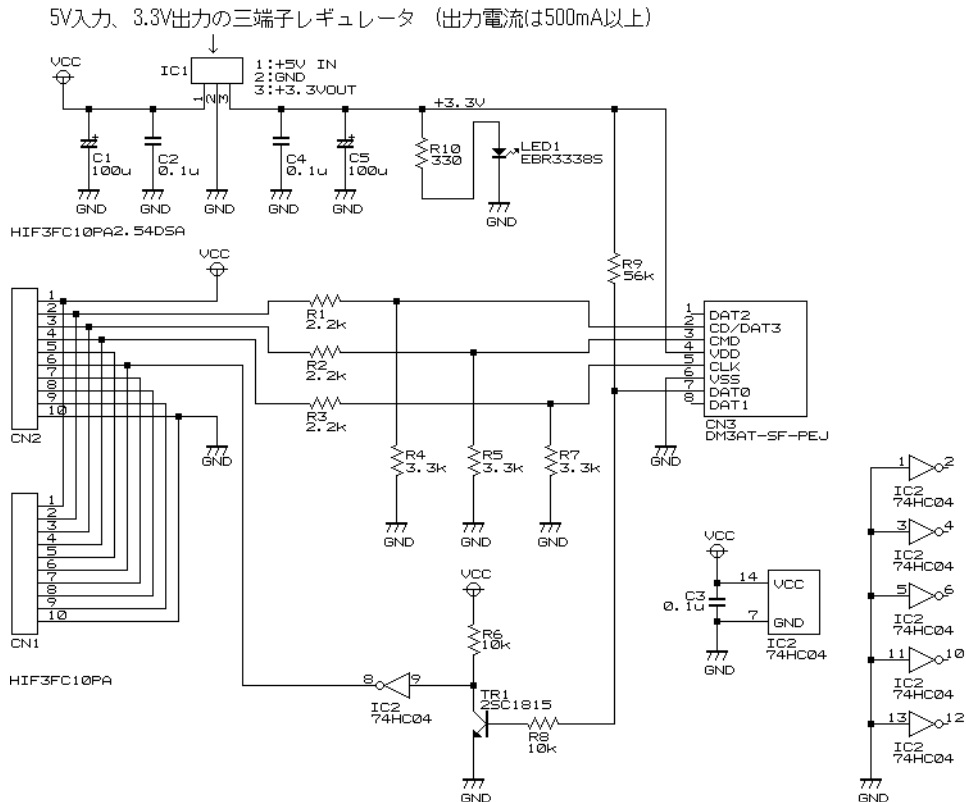 5V入力、3.3V出力の三端子レギュレータ （出力電流は500mA以上）
VCC
IC1
1:+5V IN
2:GND
3:+3.3VOUT
1
2
3
+3.3V
C1
100u
C2
0.1u
C4
0.1u
C5
100u
R10
330
LED1
EBR3338S
GND
GND
GND
GND
GND
GND
HIF3FC10PA2.54DSA
VCC
R9
56k
1
2
3
4
5
6
7
8
9
10
CN2
R1
2.2k
R2
2.2k
R3
2.2k
GND
1
2
3
4
5
6
7
8
DAT2
CD/DAT3
CMD
VDD
CLK
VSS
DAT0
DAT1
CN3
DM3AT-SF-PEJ
GND
R4
3.3k
R5
3.3k
R7
3.3k
GND
GND
GND
1
2
3
4
5
6
7
8
9
10
CN1
HIF3FC10PA
VCC
R6
10k
8
9
IC2
74HC04
TR1
2SC1815
R8
10k
GND
VCC
C3
0.1u
14
VCC
7
GND
IC2
74HC04
GND
1
2
IC2
74HC04
3
4
IC2
74HC04
5
6
IC2
74HC04
11
10
IC2
74HC04
13
12
IC2
74HC04
GND